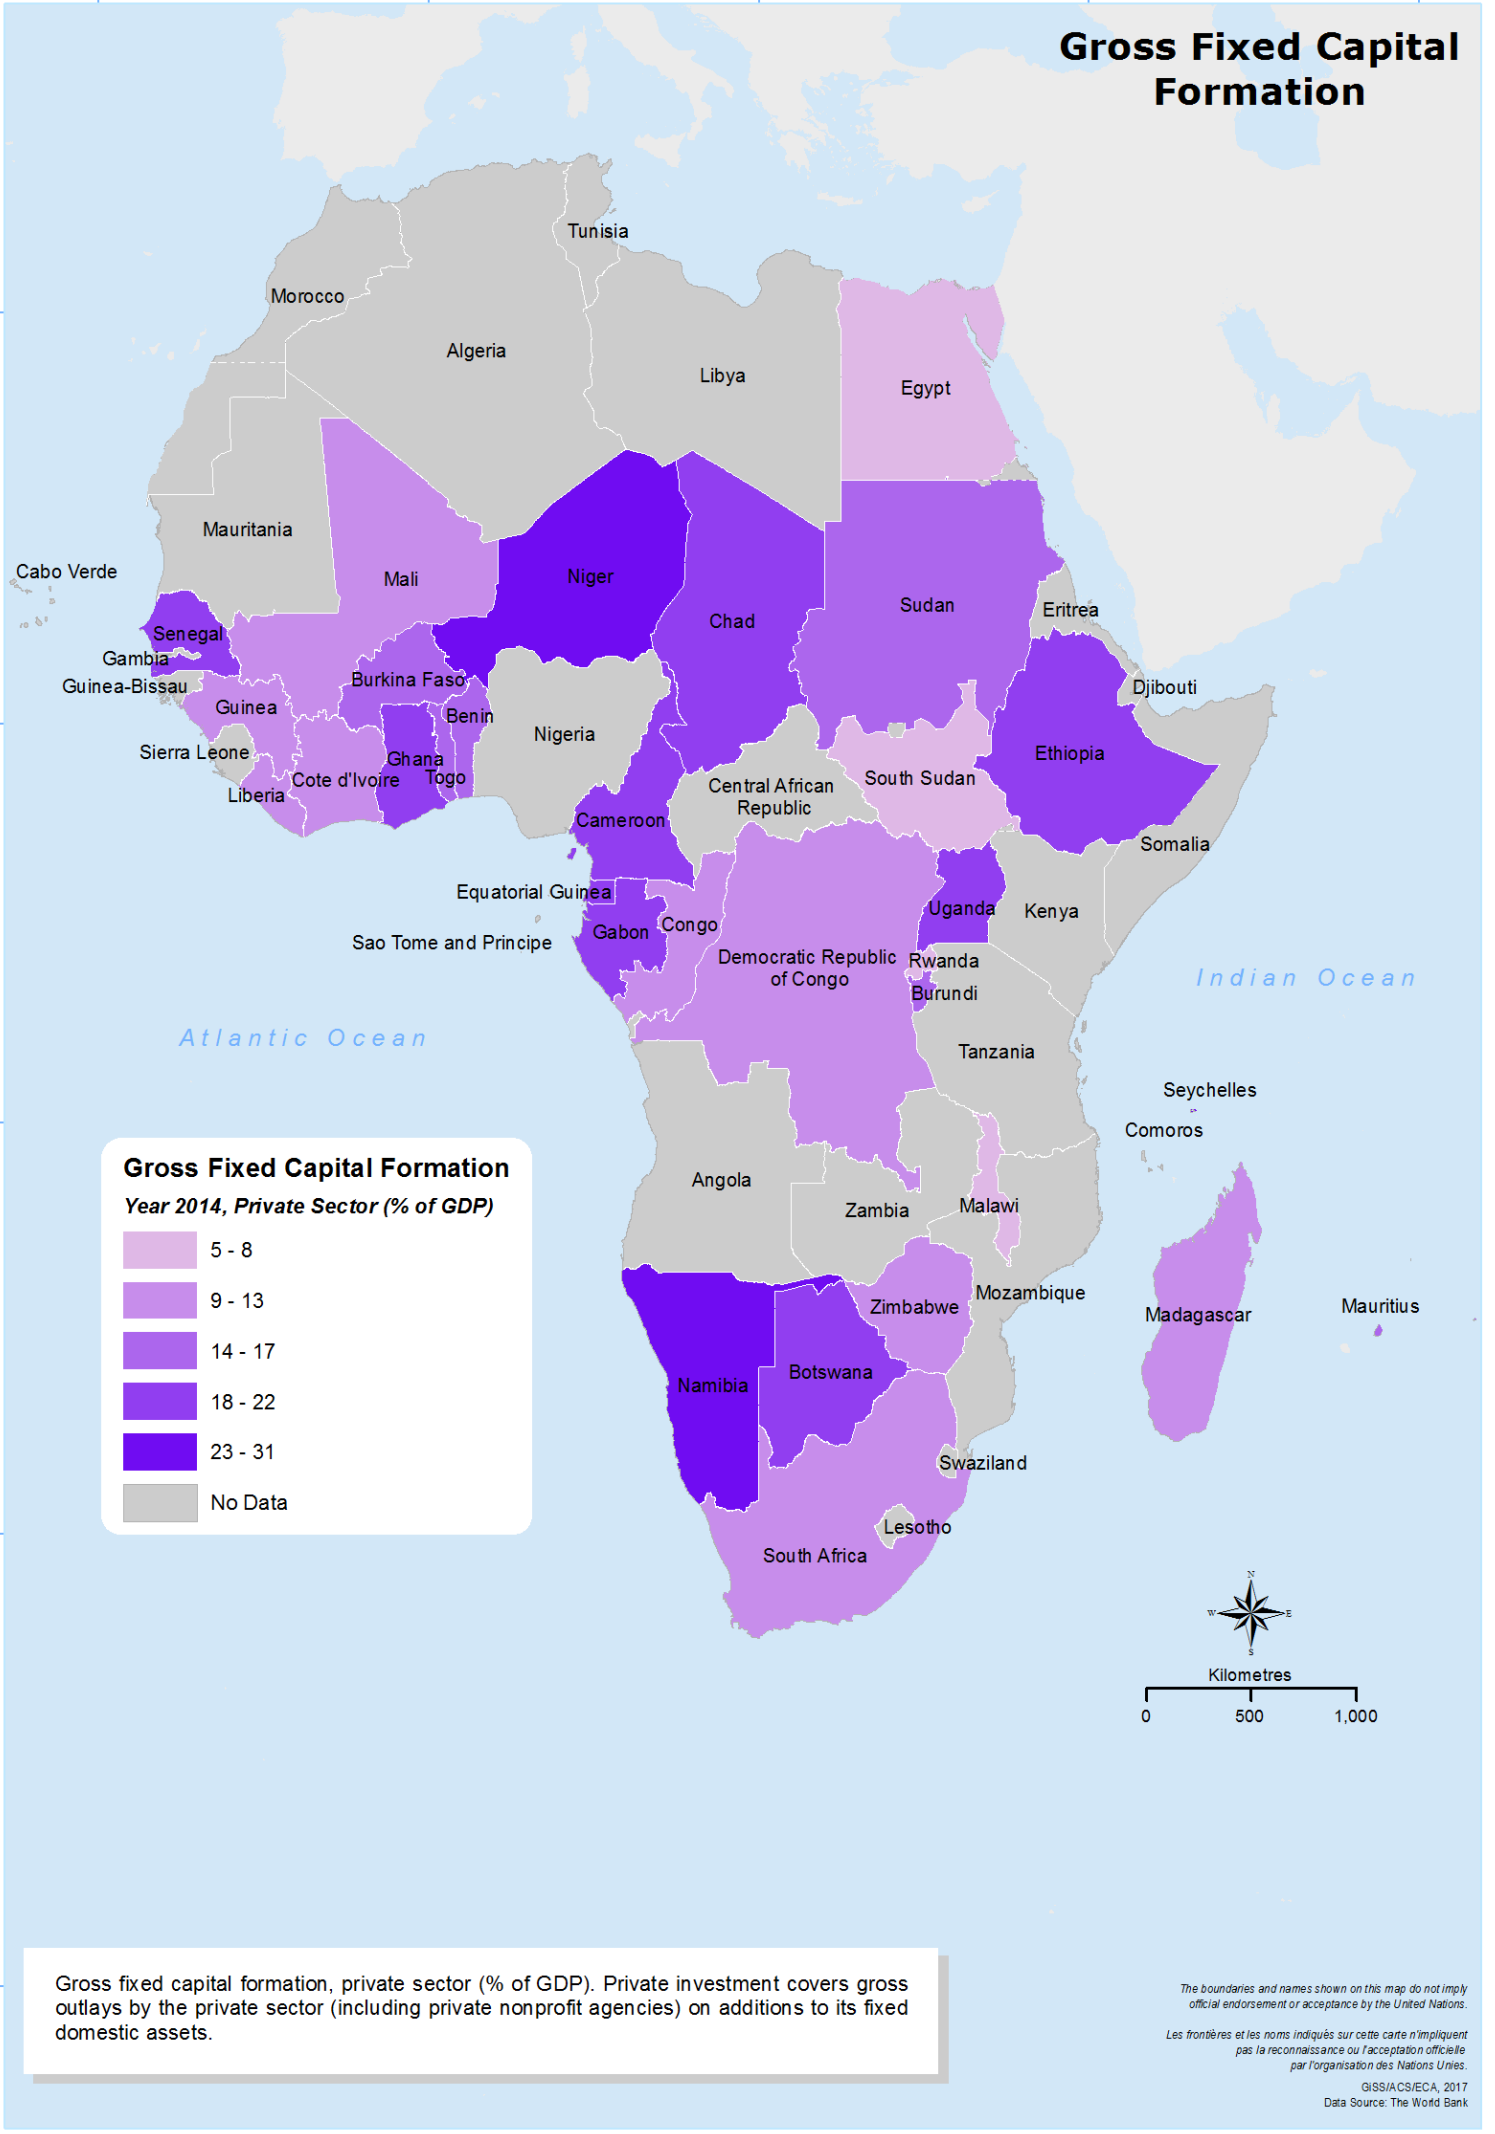 Gross Fixed Capital
Formation
Tunisia
Morocco
Algeria
Libya
Egypt
Mauritania
Cabo Verde
Mali
Niger
Chad
Sudan
Eritrea
Senegal
Gambia
Guinea-Bissau
Guinea
Burkina Faso
Benin
Djibouti
Nigeria
Sierra Leone
Ghana
Togo
Cote d'Ivoire
Liberia
Central African
Republic
South Sudan
Ethiopia
Somalia
Cameroon
Equatorial Guinea
Sao Tome and Principe
Gabon
Congo
Uganda
Kenya
Democratic Republic
of Congo
Rwanda
Burundi
Indian Ocean
Atlantic Ocean
Tanzania
Seychelles
Comoros
Angola
Zambia
Malawi
Mozambique
Zimbabwe
Madagascar
Mauritius
Namibia
Botswana
Swaziland
Lesotho
South Africa
Gross Fixed Capital Formation
Year 2014, Private Sector (% of GDP)
5 - 8
9 - 13
14 - 17
18 - 22
23 - 31
No Data
N
W E
S
Kilometres
0 500 1,000
Gross fixed capital formation, private sector (% of GDP). Private investment covers gross
outlays by the private sector (including private nonprofit agencies) on additions to its fixed
domestic assets.
The boundaries and names shown on this map do not imply
official endorsement or acceptance by the United Nations.
Les frontières et les noms indiqués sur cette carte n'impliquent
pas la reconnaissance ou l'acceptation officielle
par l'organisation des Nations Unies.
GiSS/ACS/ECA, 2017
Data Source: The World Bank